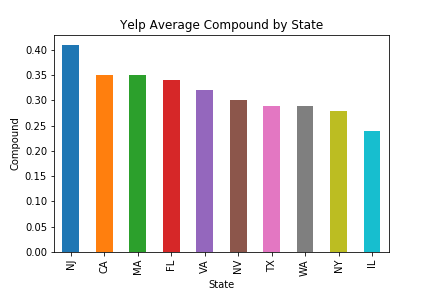 Yelp Average Compound by State
Compound
0.40
0.35
0.30
0.25
0.20
0.15
0.10
0.05
0.00
NJ
CA
MA
FL
VA
NV
TX
WA
NY
IL
State